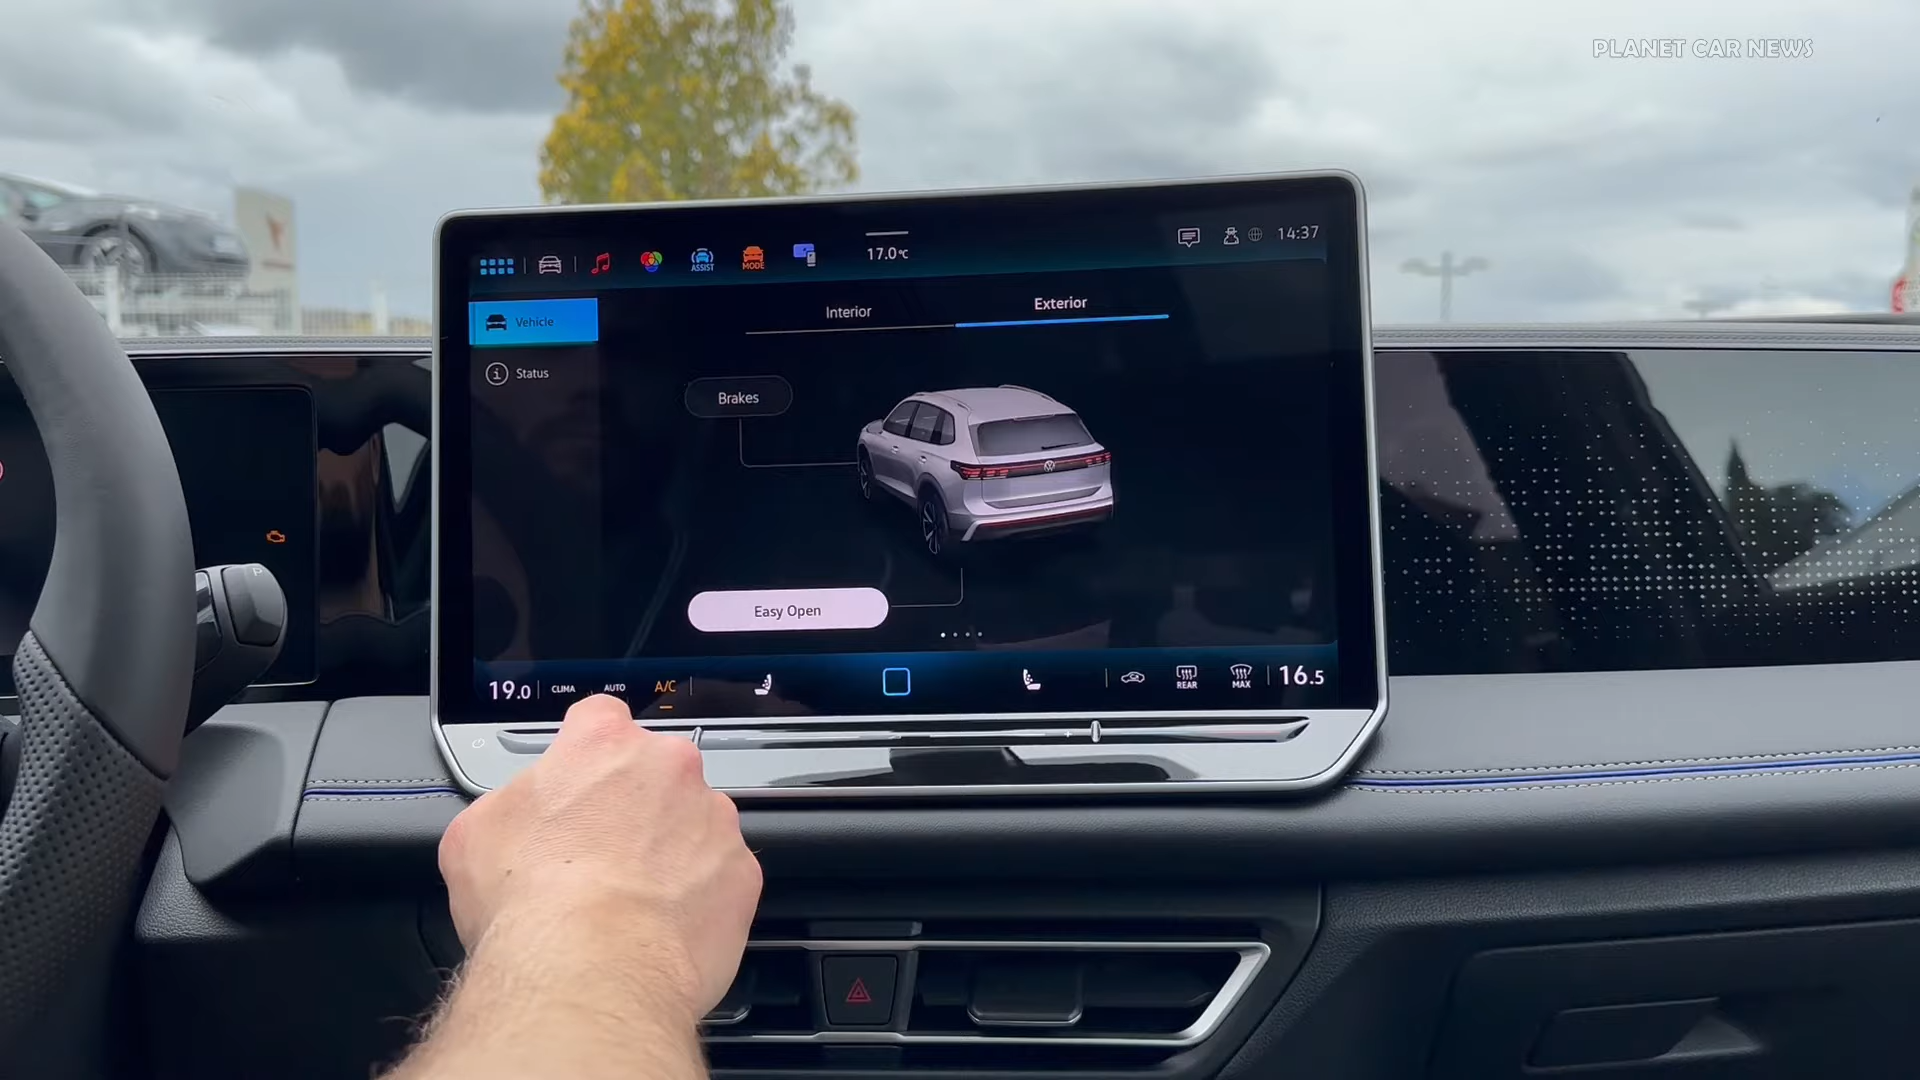 PLANET CAR NEWS
ASSIST
MODE
17.0°C
14:37
Vehicle
Interior
Exterior
Status
Brakes
P
Easy Open
19.0
CLIMA
AUTO
A/C
REAR
MAX
16.5